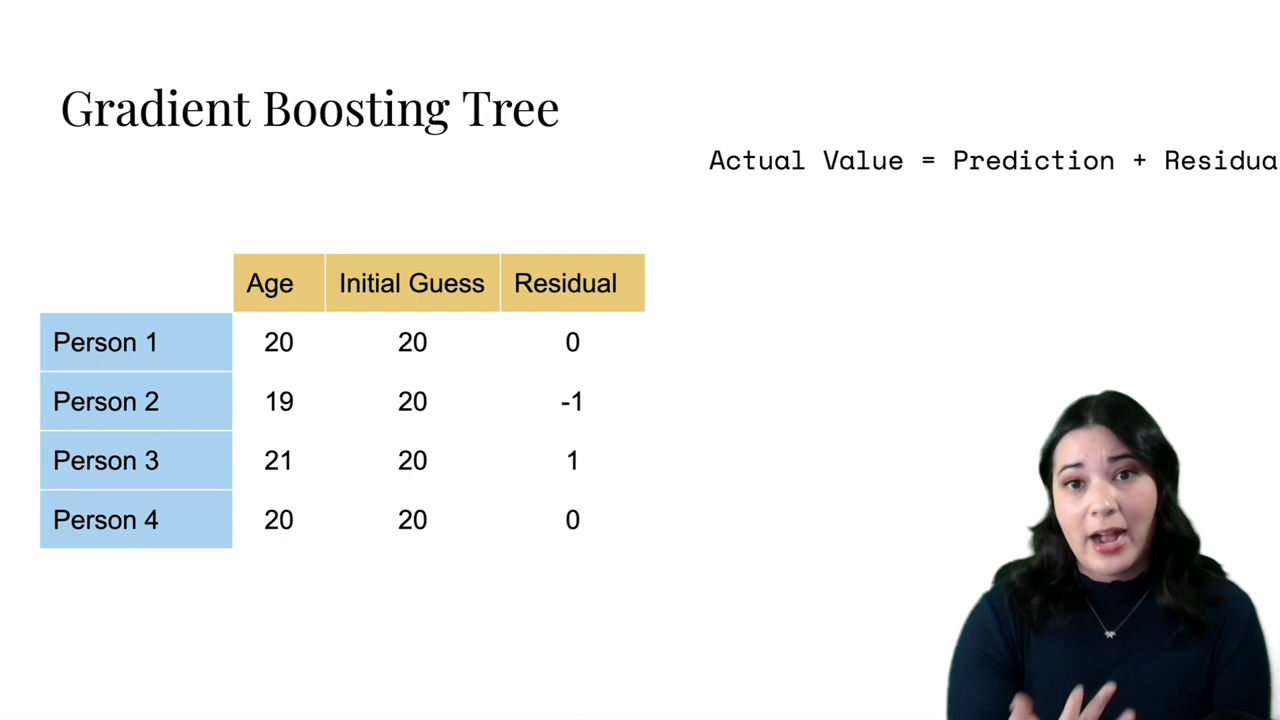 Gradient Boosting Tree
Actual Value = Prediction + Residua
Age Initial Guess Residual
Person 1 20 20 0
Person 2 19 20 -1
Person 3 21 20 1
Person 4 20 20 0